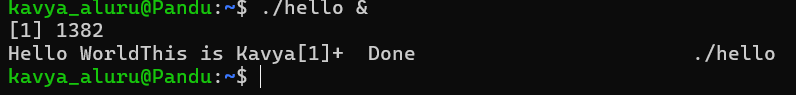 kavya_aluru@Pandu:~$ ./hello &
[1] 1382
Hello WorldThis is Kavya[1]+  Done                    ./hello
kavya_aluru@Pandu:~$